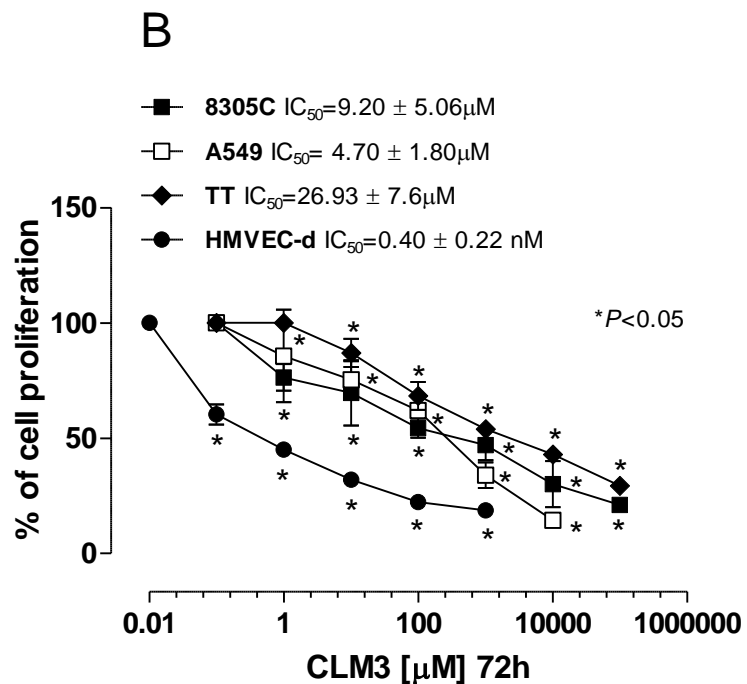 B
8305C IC50=9.20 ± 5.06μM
A549 IC50= 4.70 ± 1.80μM
TT IC50=26.93 ± 7.6μM
HMVEC-d IC50=0.40 ± 0.22 nM
*P<0.05
% of cell proliferation
150
100
50
0
0.01 1 100 10000 1000000
CLM3 [μM] 72h